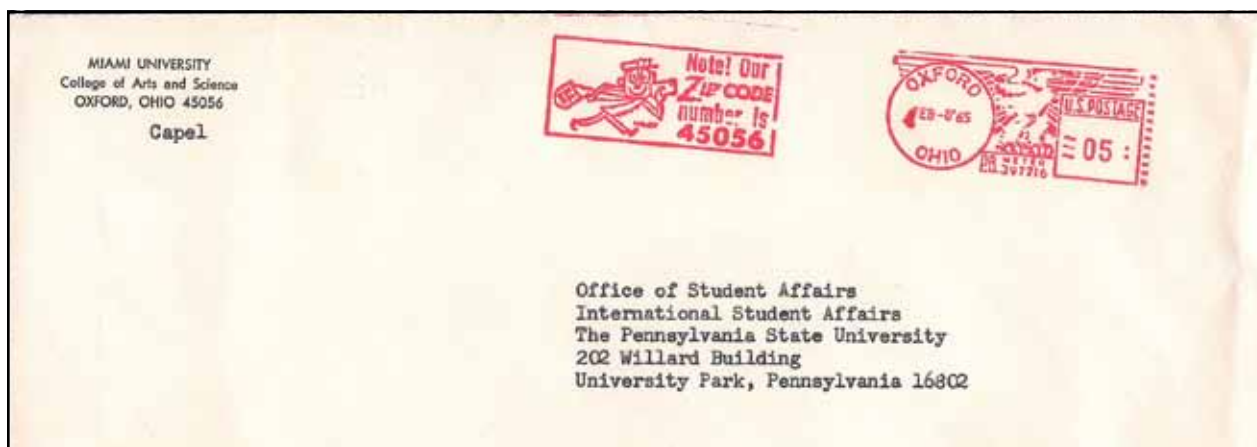 MIAMI UNIVERSITY
College of Arts and Science
OXFORD, OHIO 45056
Capel
Note! Our
ZIP CODE
number is
45056
OXFORD
OHIO
U.S. POSTAGE
05
METER
Office of Student Affairs
International Student Affairs
The Pennsylvania State University
202 Willard Building
University Park, Pennsylvania 16802